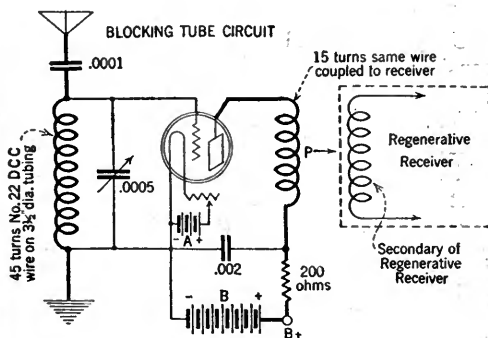 BLOCKING TUBE CIRCUIT
.0001
15 turns same wire
coupled to receiver
45 turns No.22 DCC
wire on 3½" dia. tubing
.0005
P
Regenerative
Receiver
- A +
.002
200
ohms
Secondary of
Regenerative
Receiver
- B +
B+